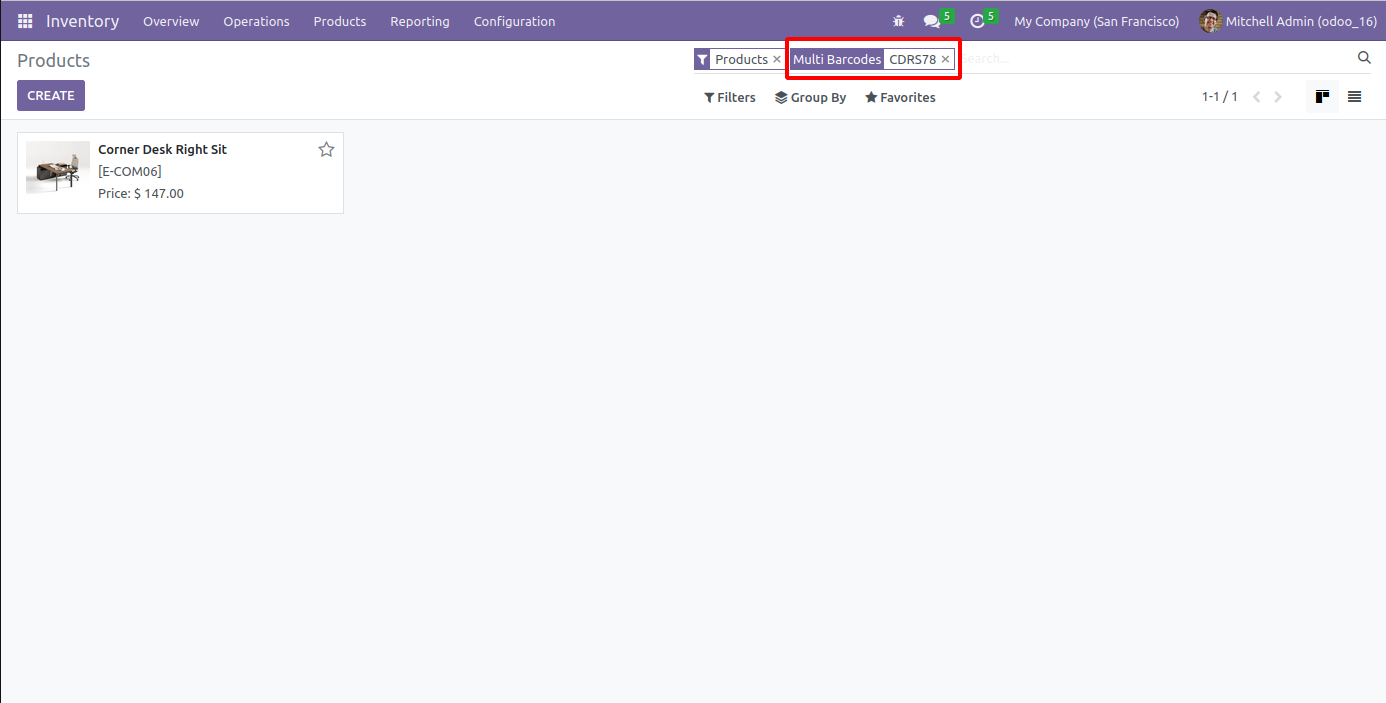 Inventory Overview Operations Products Reporting Configuration 5 5 My Company (San Francisco) Mitchell Admin (odoo_16)
Products
Products × Multi Barcodes CDRS78 × Search...
CREATE
Filters Group By Favorites 1-1 / 1
Corner Desk Right Sit
[E-COM06]
Price: $ 147.00